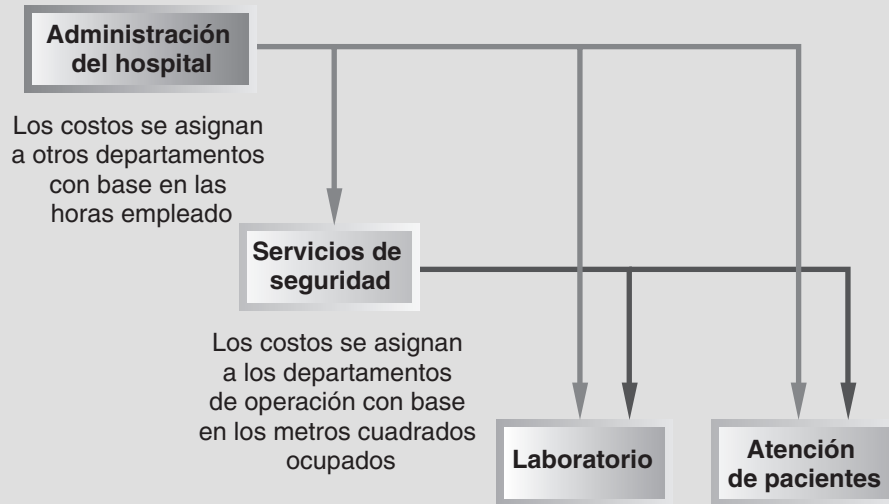 Administración
del hospital
Los costos se asignan
a otros departamentos
con base en las
horas empleado
Servicios de
seguridad
Los costos se asignan
a los departamentos
de operación con base
en los metros cuadrados
ocupados
Laboratorio
Atención
de pacientes